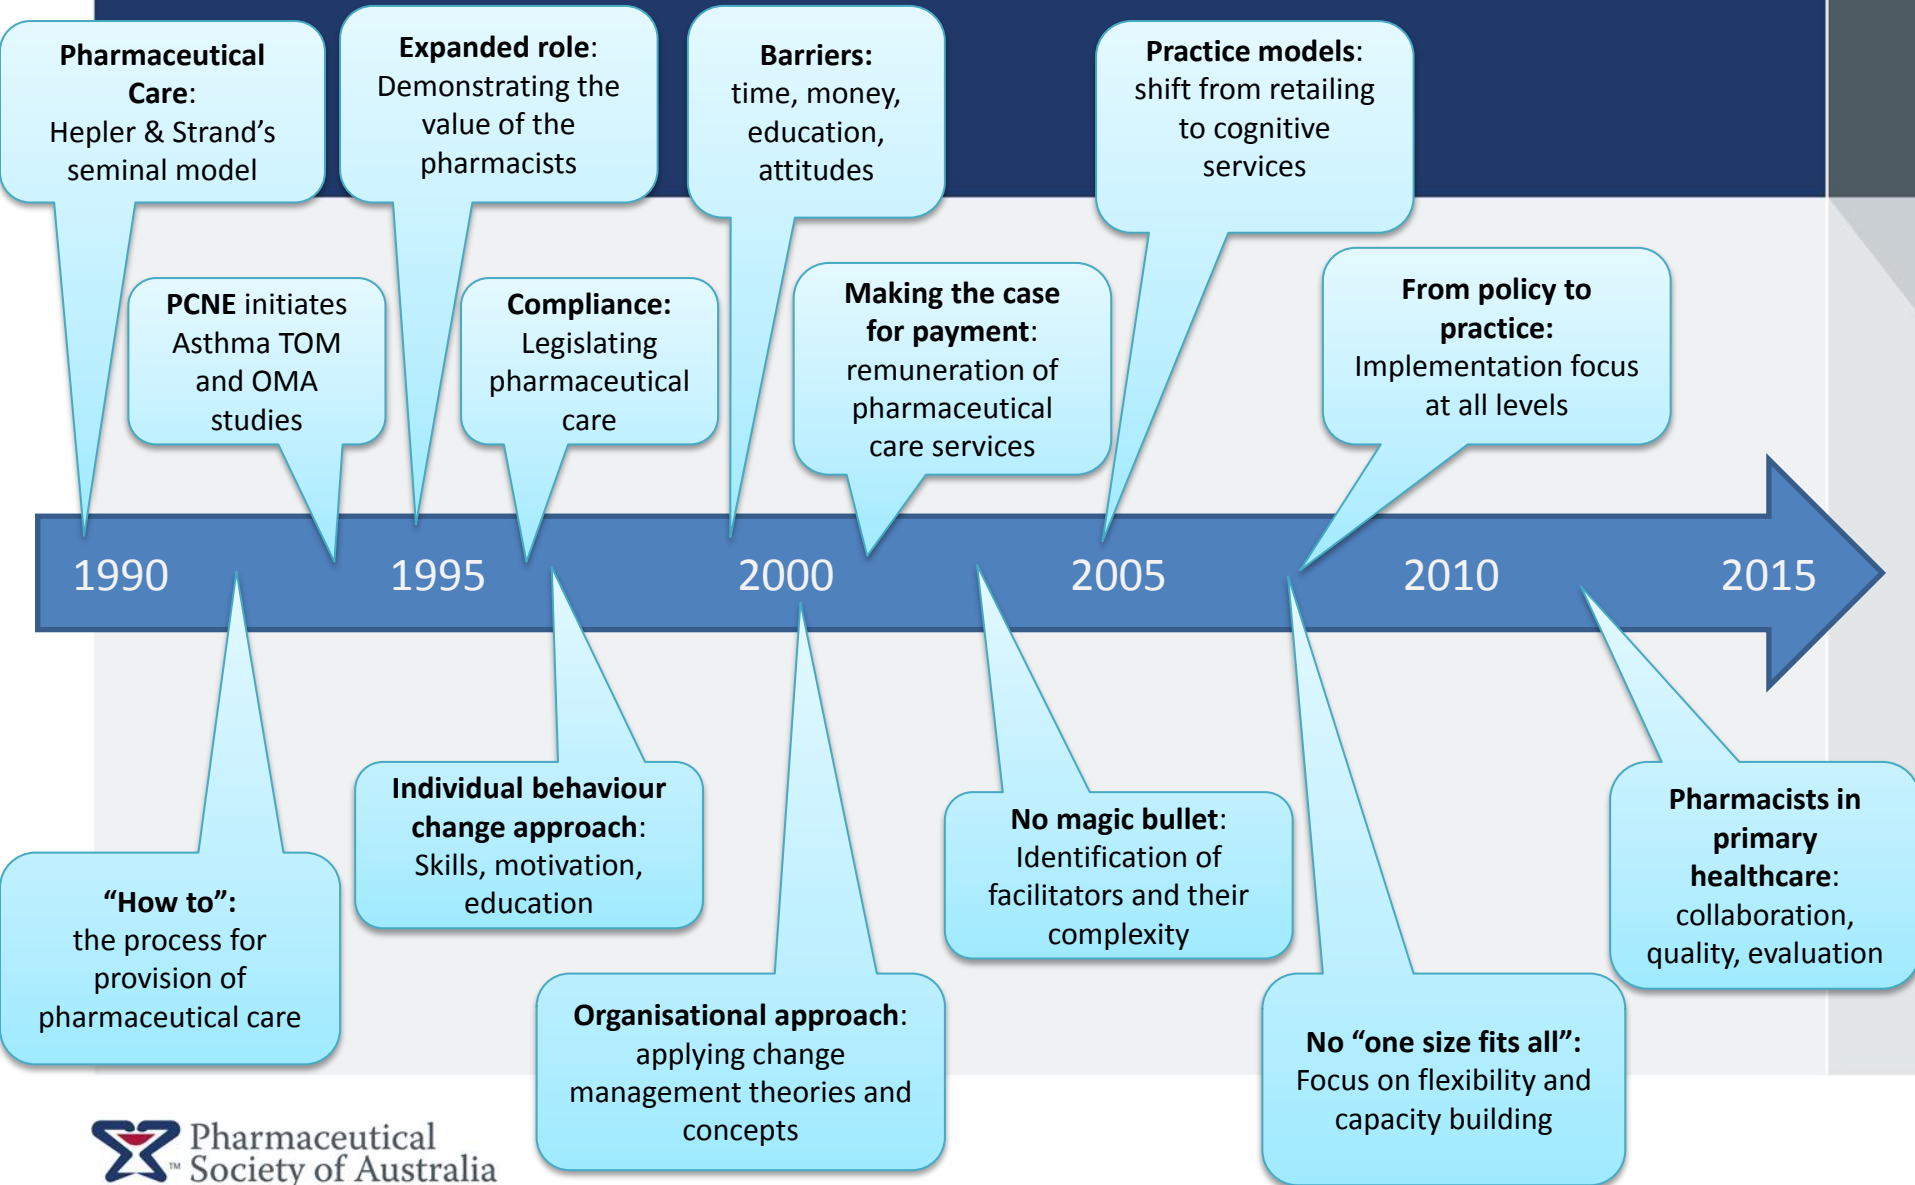 Pharmaceutical
Care:
Hepler & Strand's
seminal model
Expanded role:
Demonstrating the
value of the
pharmacists
Barriers:
time, money,
education,
attitudes
Practice models:
shift from retailing
to cognitive
services
PCNE initiates
Asthma TOM
and OMA
studies
Compliance:
Legislating
pharmaceutical
care
Making the case
for payment:
remuneration of
pharmaceutical
care services
From policy to
practice:
Implementation focus
at all levels
1990 1995 2000 2005 2010 2015
"How to":
the process for
provision of
pharmaceutical care
Individual behaviour
change approach:
Skills, motivation,
education
Organisational approach:
applying change
management theories and
concepts
No magic bullet:
Identification of
facilitators and their
complexity
No "one size fits all":
Focus on flexibility and
capacity building
Pharmacists in
primary
healthcare:
collaboration,
quality, evaluation
Pharmaceutical
™ Society of Australia